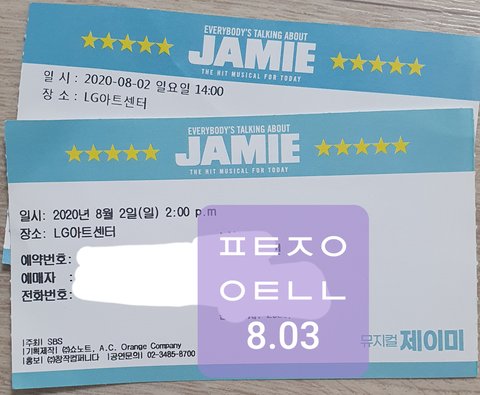 EVERYBODY'S TALKING ABOUT
JAMIE
THE HIT MUSICAL FOR TODAY
일 시 : 2020-08-02 일요일 14:00
장 소 : LG아트센터
EVERYBODY'S TALKING ABOUT
JAMIE
THE HIT MUSICAL FOR TODAY
일시: 2020년 8월 2일(일) 2:00 p.m
장소: LG아트센터
예약번호:
예매자 :
전화번호:
ㅍㅌㅈㅇ
ㅇㅌㄴㄴ
8.03
|주최| SBS
|기획제작| ㈜쇼노트, A.C. Orange Company
|홍보| ㈜창작컴퍼니다 |공연문의| 02-3485-8700
뮤지컬 제이미